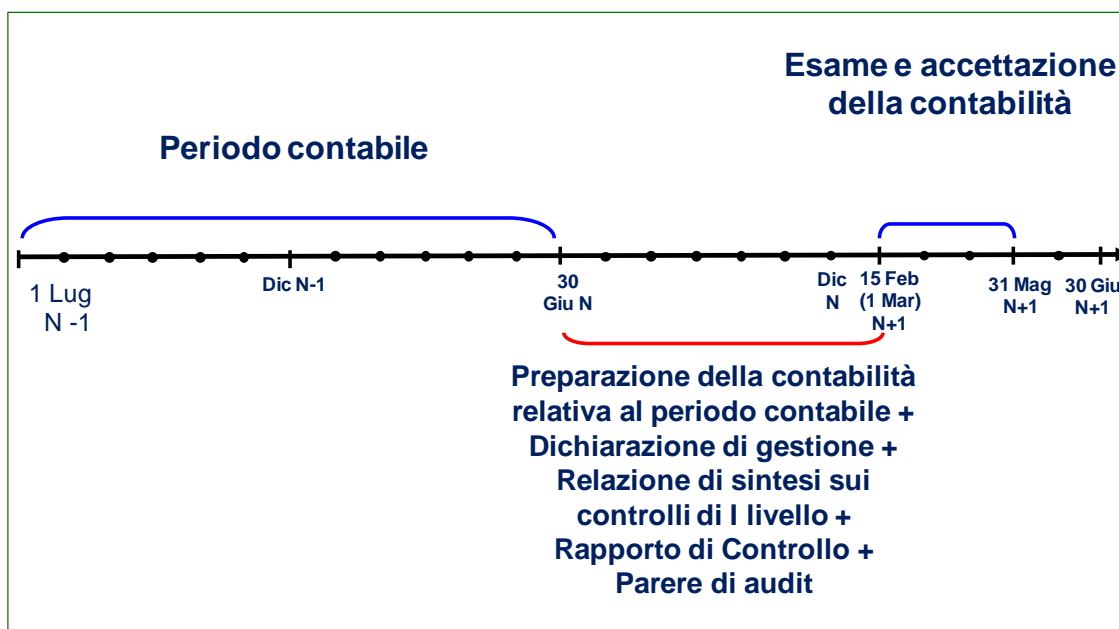 Esame e accettazione
della contabilità
Periodo contabile
1 Lug
N -1
Dic N-1
30
Giu N
Dic
N
15 Feb
(1 Mar)
N+1
31 Mag
N+1
30 Giu
N+1
Preparazione della contabilità
relativa al periodo contabile +
Dichiarazione di gestione +
Relazione di sintesi sui
controlli di I livello +
Rapporto di Controllo +
Parere di audit